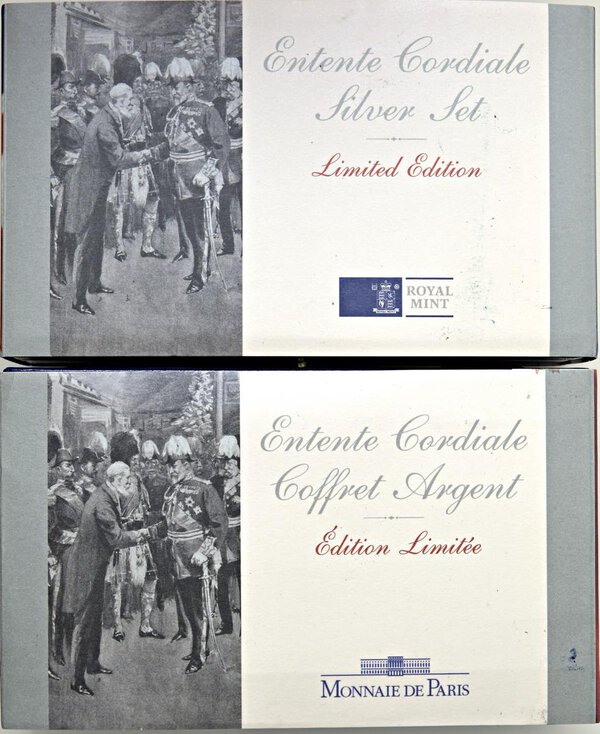 Entente Cordiale
Silver Set
Limited Edition
ROYAL
MINT
Entente Cordiale
Coffret Argent
Édition Limitée
MONNAIE DE PARIS